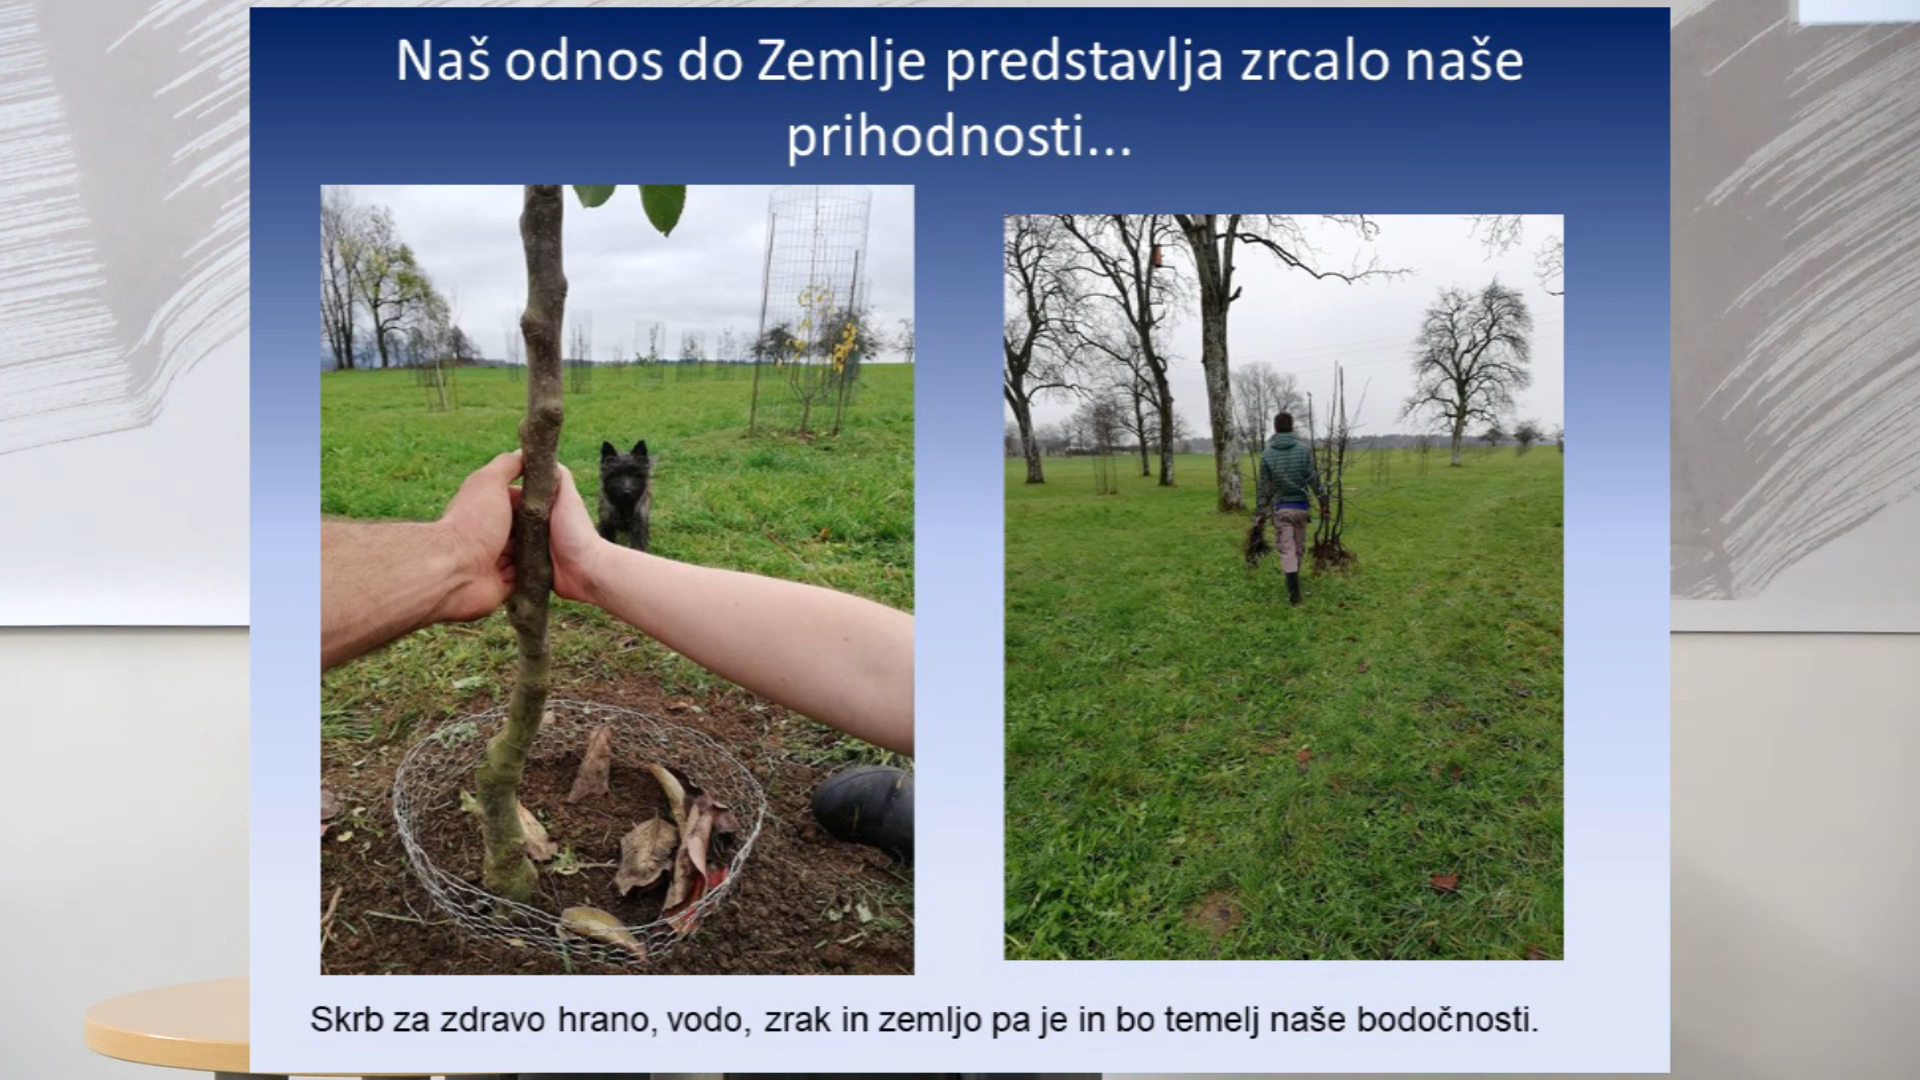 Naš odnos do Zemlje predstavlja zrcalo naše
prihodnosti...
Skrb za zdravo hrano, vodo, zrak in zemljo pa je in bo temelj naše bodočnosti.